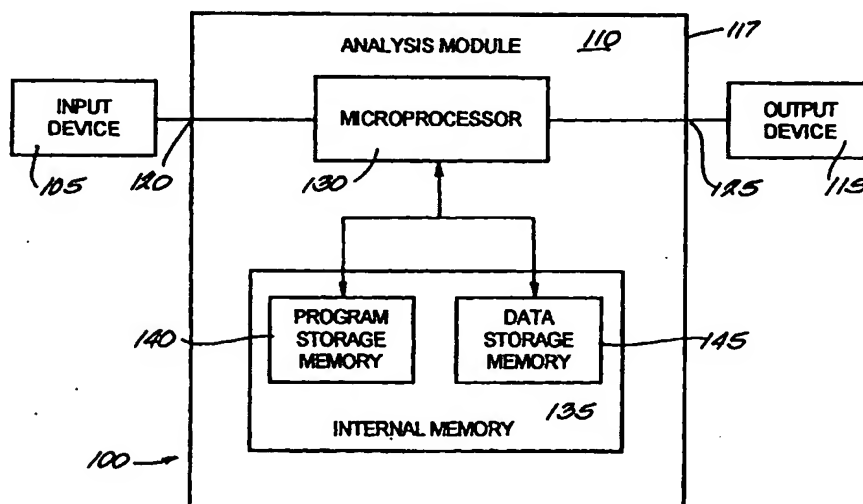 ANALYSIS MODULE
110
117
INPUT
DEVICE
MICROPROCESSOR
OUTPUT
DEVICE
105
120
130
125
115
PROGRAM
STORAGE
MEMORY
DATA
STORAGE
MEMORY
140
145
135
INTERNAL MEMORY
100